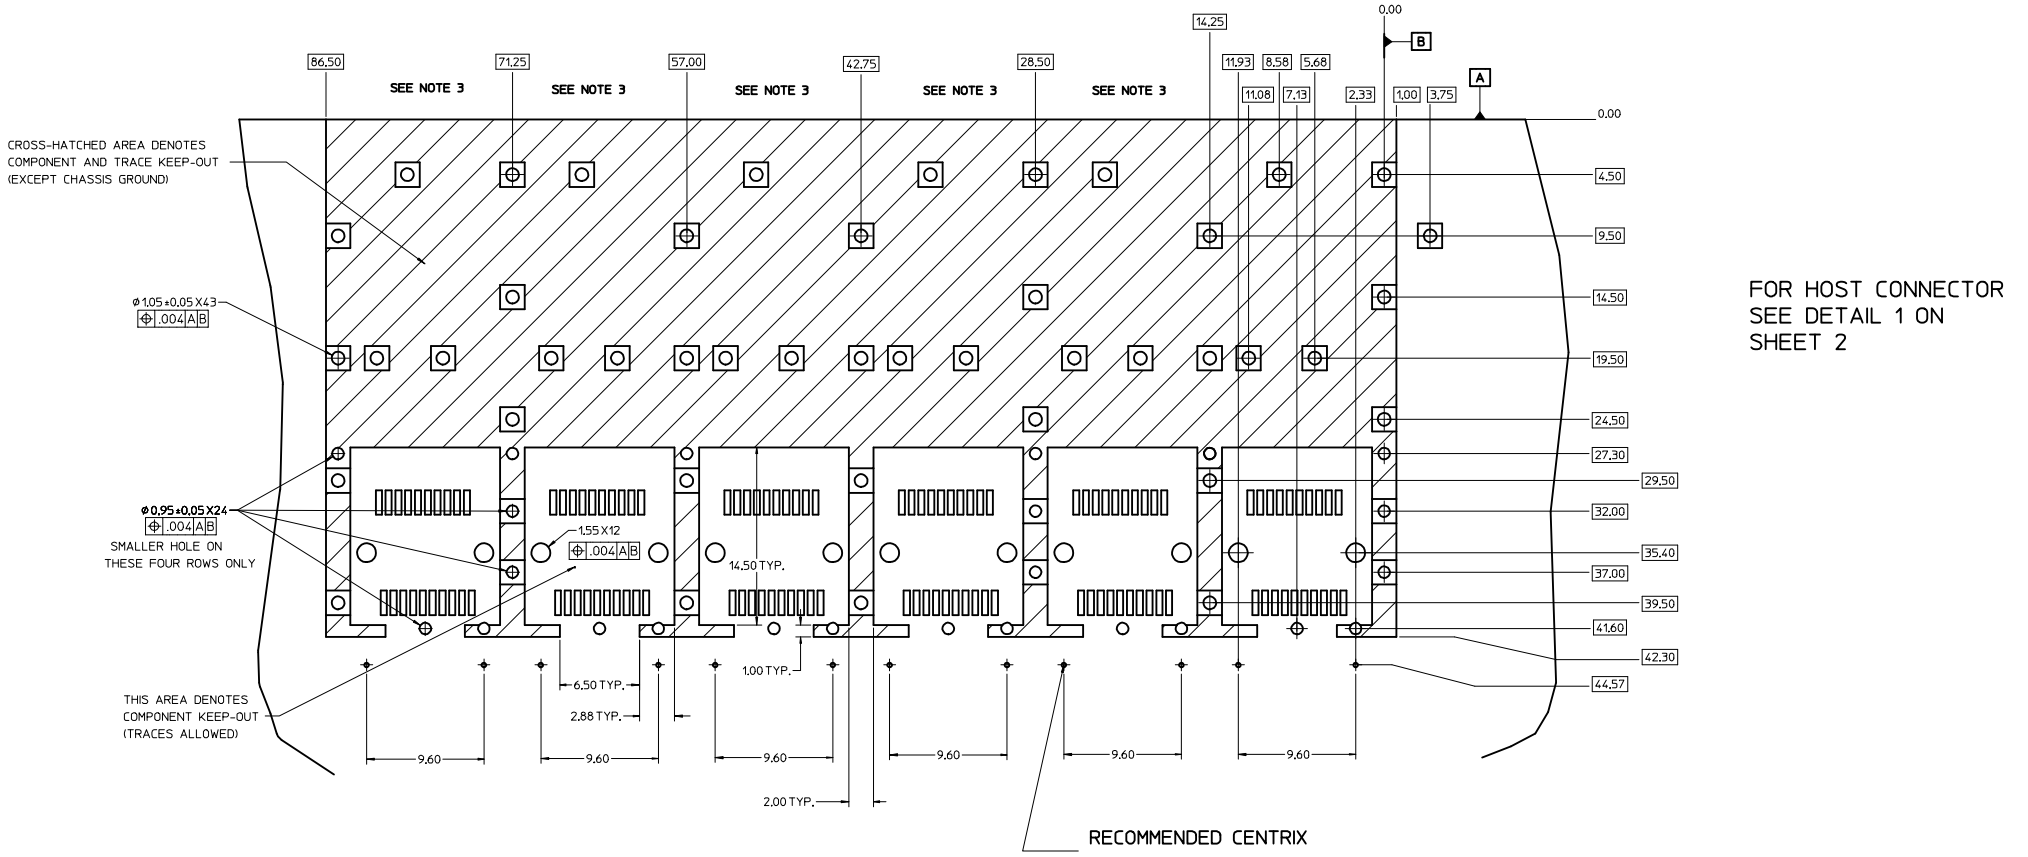 0.00
14.25
B
86.50
71.25
57.00
42.75
28.50
11.93
8.58
5.68
A
SEE NOTE 3
SEE NOTE 3
SEE NOTE 3
SEE NOTE 3
SEE NOTE 3
11.08
7.13
2.33
1.00
3.75
0.00
CROSS-HATCHED AREA DENOTES
COMPONENT AND TRACE KEEP-OUT
(EXCEPT CHASSIS GROUND)
4.50
9.50
Ø1.05±0.05 X43
⌖ .004 A B
14.50
FOR HOST CONNECTOR
SEE DETAIL 1 ON
SHEET 2
19.50
24.50
27.30
29.50
Ø0.95±0.05 X24
⌖ .004 A B
SMALLER HOLE ON
THESE FOUR ROWS ONLY
32.00
1.55 X12
⌖ .004 A B
35.40
14.50 TYP.
37.00
39.50
41.60
42.30
44.57
1.00 TYP.
6.50 TYP.
2.88 TYP.
THIS AREA DENOTES
COMPONENT KEEP-OUT
(TRACES ALLOWED)
9.60
9.60
9.60
9.60
9.60
9.60
2.00 TYP.
RECOMMENDED CENTRIX